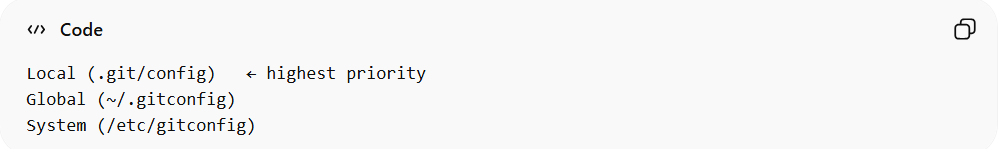 </> Code
Local (.git/config)   ← highest priority
Global (~/.gitconfig)
System (/etc/gitconfig)